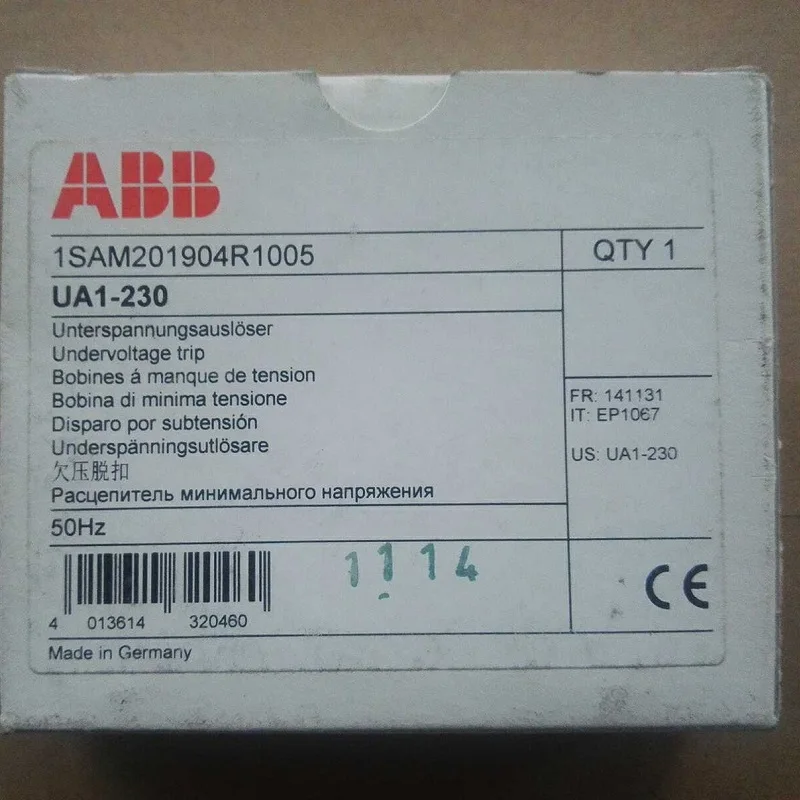 ABB
1SAM201904R1005
QTY 1
UA1-230
Unterspannungsauslöser
Undervoltage trip
Bobines á manque de tension
Bobina di minima tensione
Disparo por subtensión
Underspänningsutlösare
欠压脱扣
Расцепитель минимального напряжения
FR: 141131
IT: EP1067
US: UA1-230
50Hz
1114
4 013614 320460
CE
Made in Germany